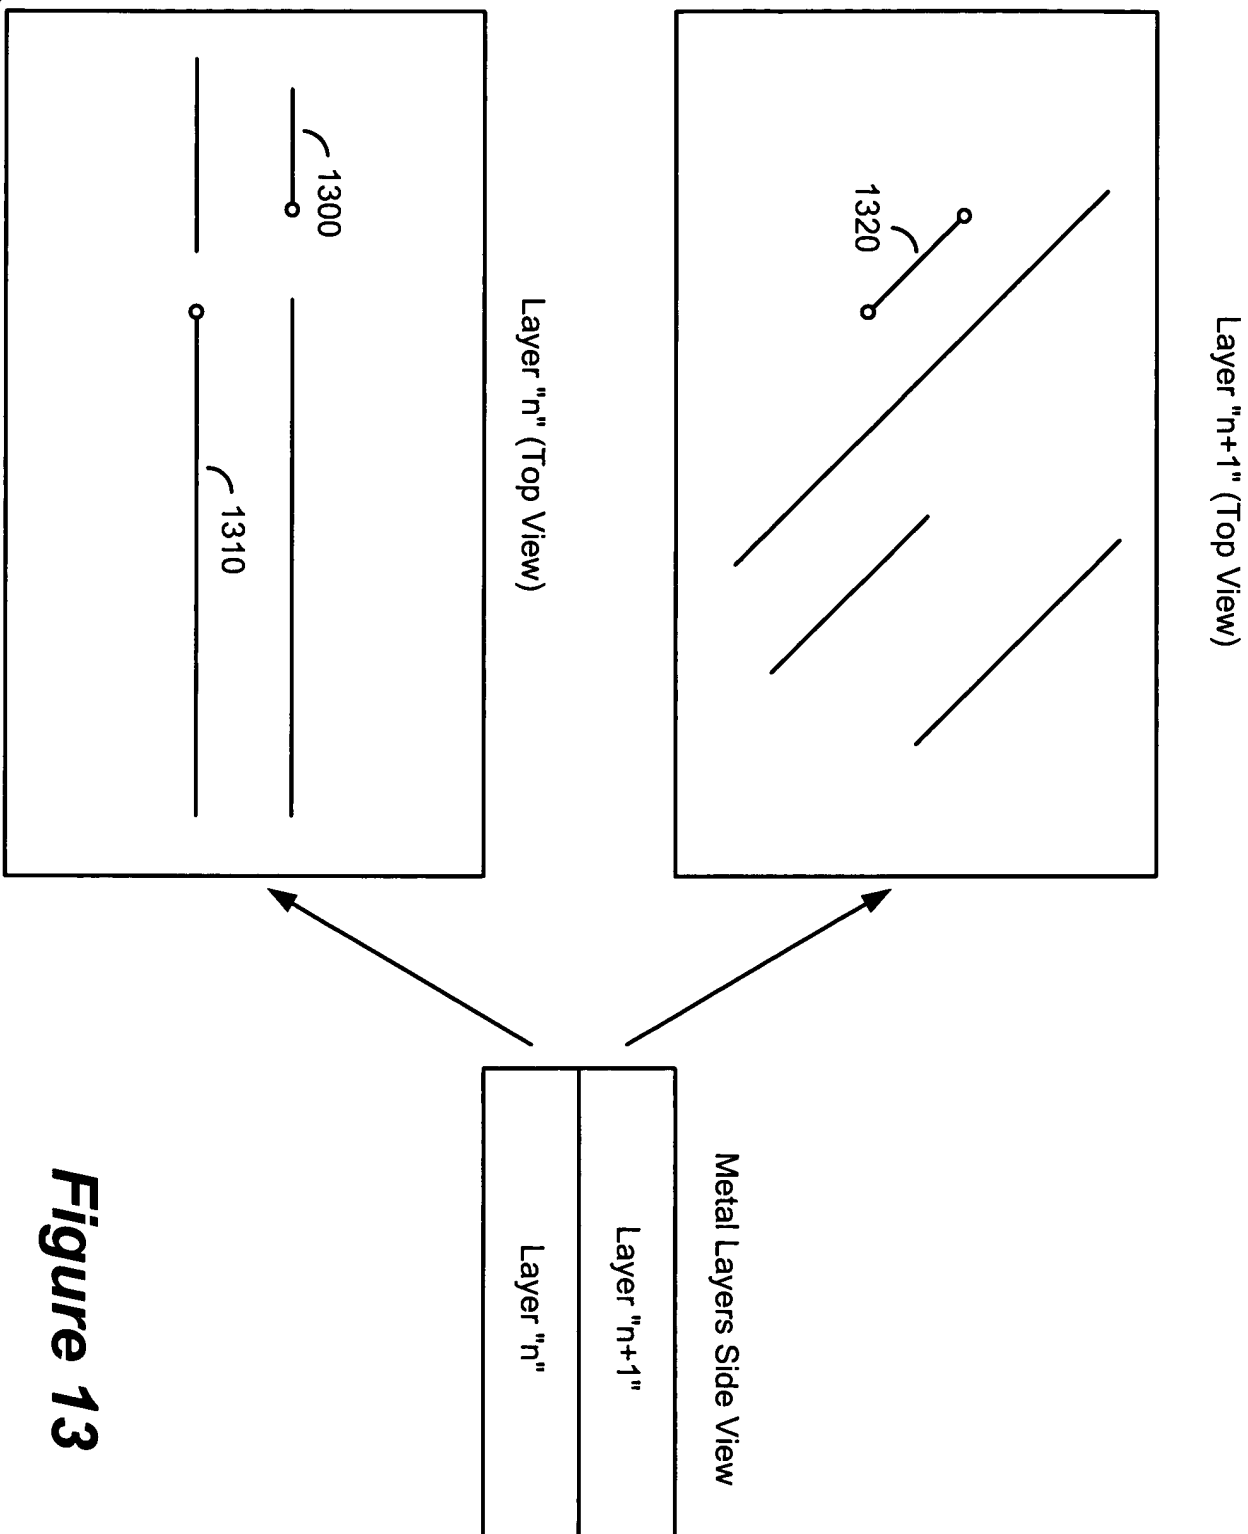 Layer "n+1" (Top View)
1320
Layer "n" (Top View)
1300
1310
Metal Layers Side View
Layer "n+1"
Layer "n"
Figure 13